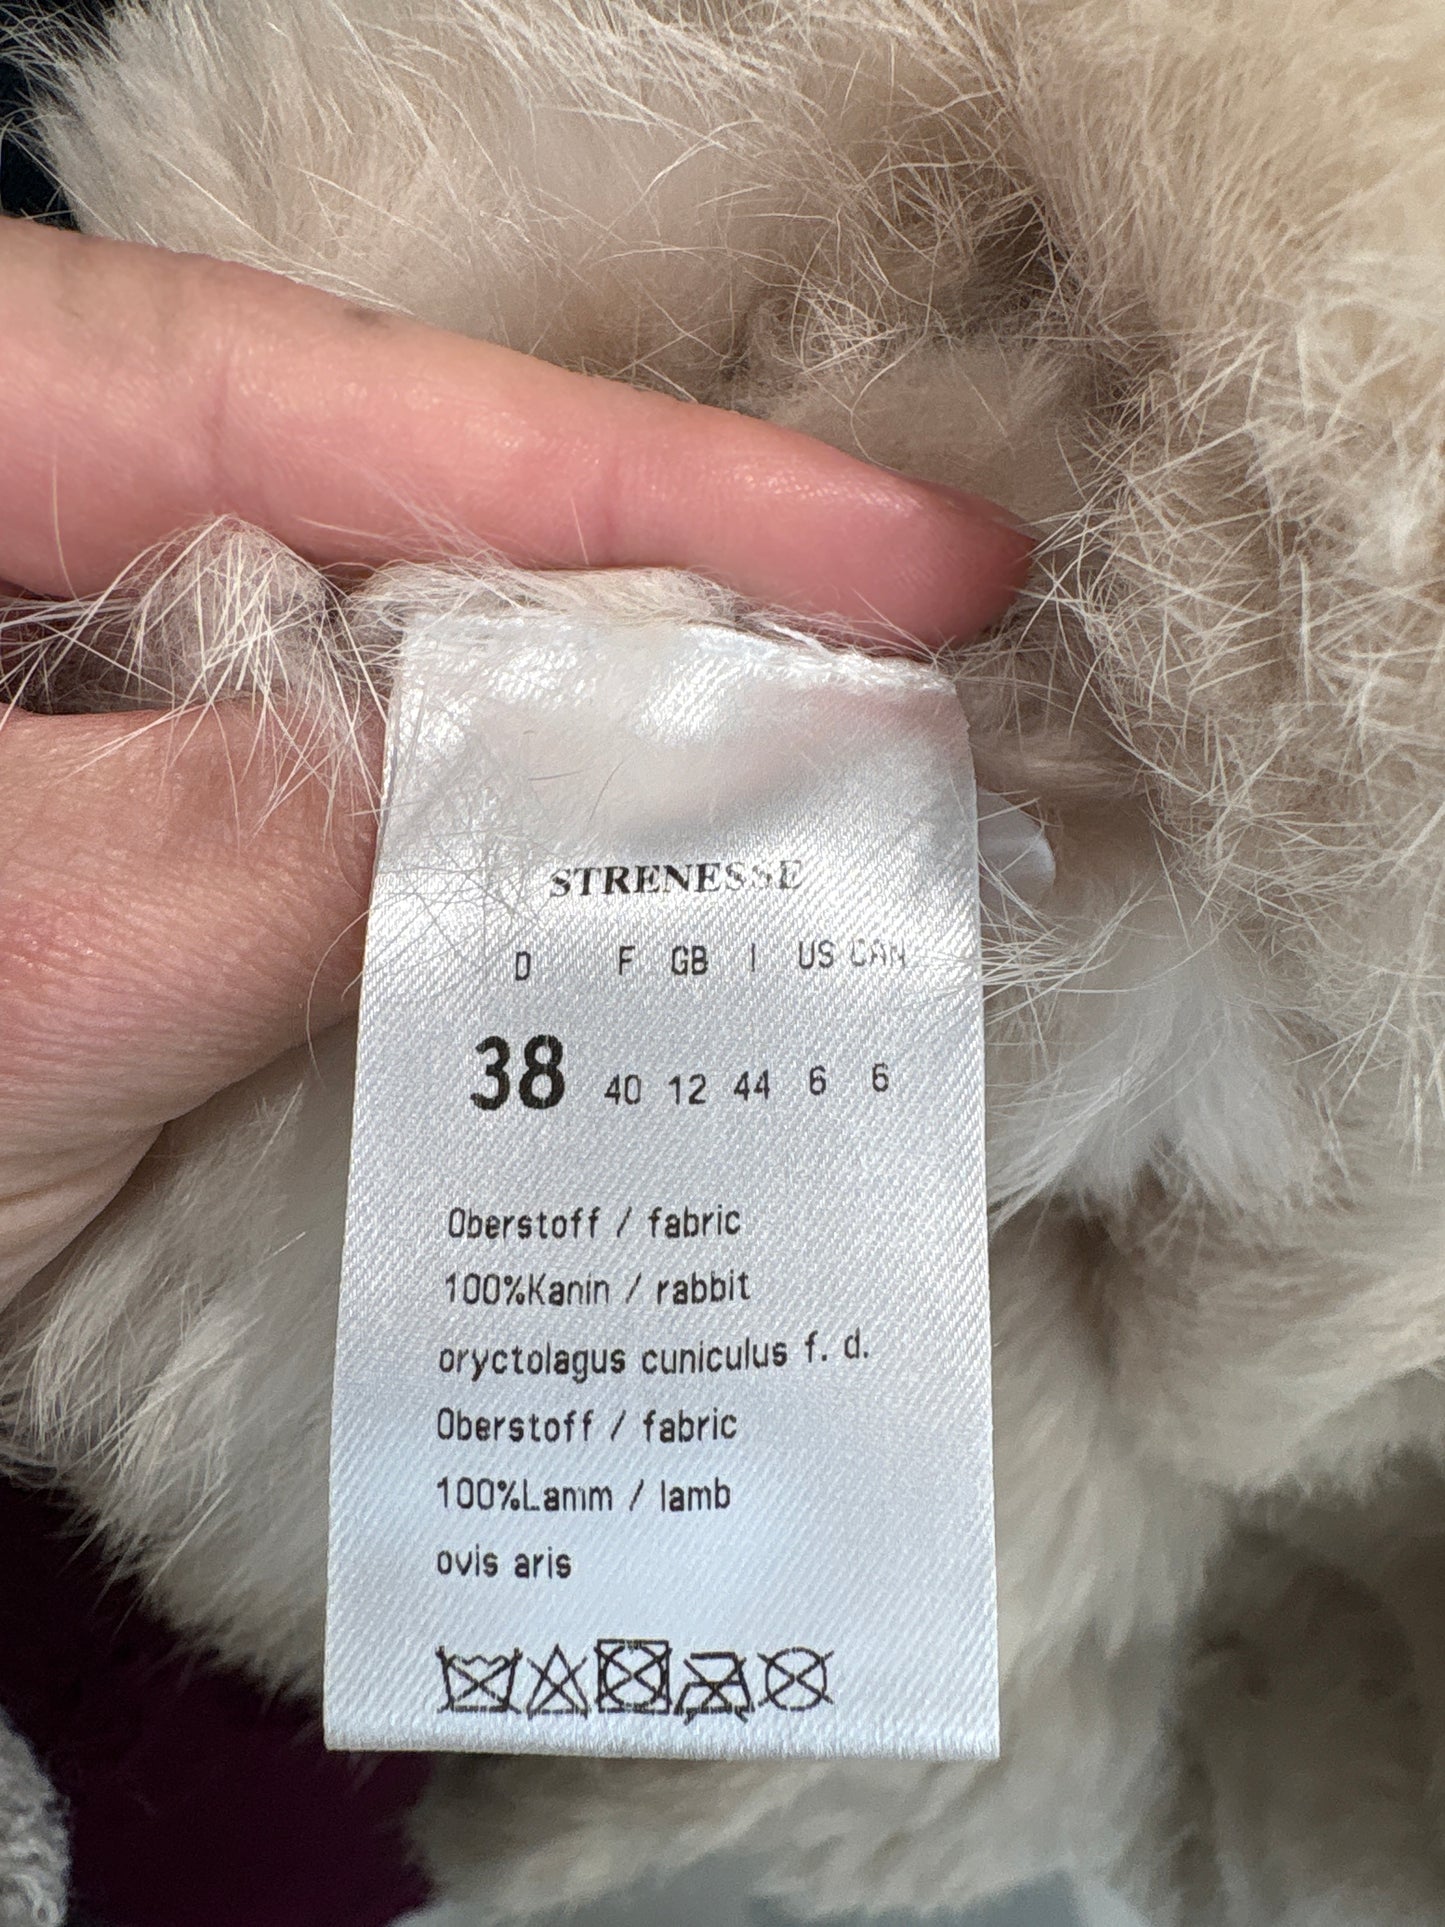 STRENESSE
D F GB I US CAN
38 40 12 44 6 6
Oberstoff / fabric
100%Kanin / rabbit
oryctolagus cuniculus f. d.
Oberstoff / fabric
100%Lamm / lamb
ovis aris